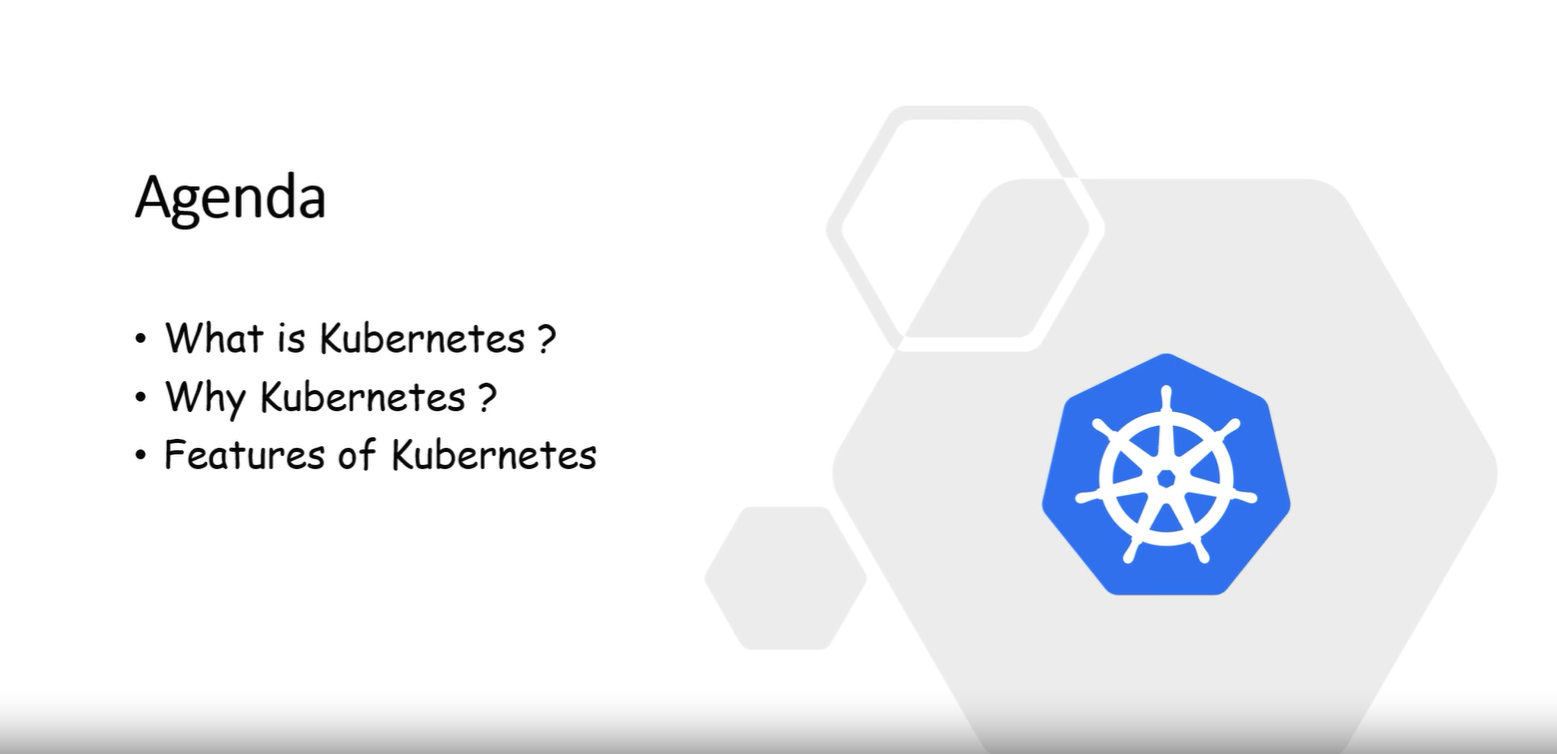 Agenda
• What is Kubernetes ?
• Why Kubernetes ?
• Features of Kubernetes